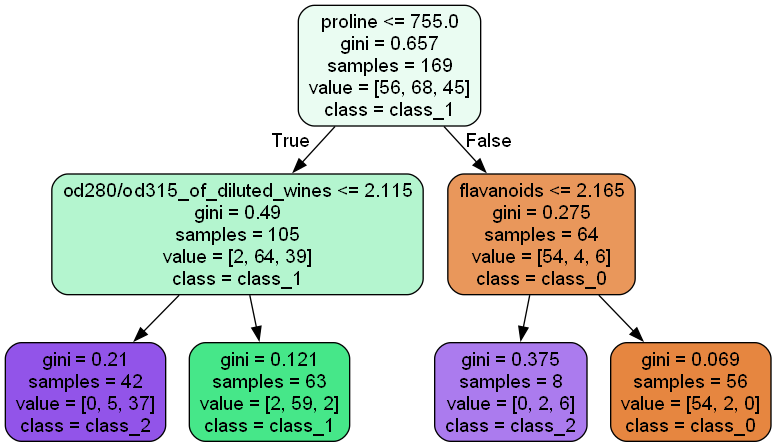 proline <= 755.0
gini = 0.657
samples = 169
value = [56, 68, 45]
class = class_1
True
False
od280/od315_of_diluted_wines <= 2.115
gini = 0.49
samples = 105
value = [2, 64, 39]
class = class_1
flavanoids <= 2.165
gini = 0.275
samples = 64
value = [54, 4, 6]
class = class_0
gini = 0.21
samples = 42
value = [0, 5, 37]
class = class_2
gini = 0.121
samples = 63
value = [2, 59, 2]
class = class_1
gini = 0.375
samples = 8
value = [0, 2, 6]
class = class_2
gini = 0.069
samples = 56
value = [54, 2, 0]
class = class_0